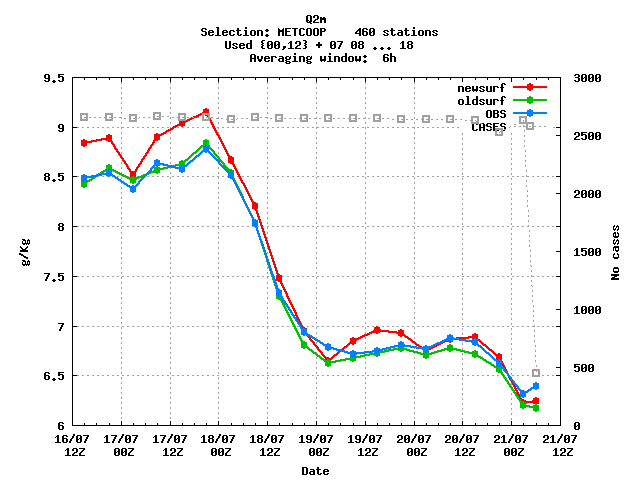 Q2m
Selection: METCOOP    460 stations
Used {00,12} + 07 08 ... 18
Averaging window:  6h
newsurf
oldsurf
OBS
CASES
9.5
9
8.5
8
7.5
7
6.5
6
g/Kg
3000
2500
2000
1500
1000
500
0
No cases
16/07 17/07 17/07 18/07 18/07 19/07 19/07 20/07 20/07 21/07 21/07
12Z 00Z 12Z 00Z 12Z 00Z 12Z 00Z 12Z 00Z 12Z
Date